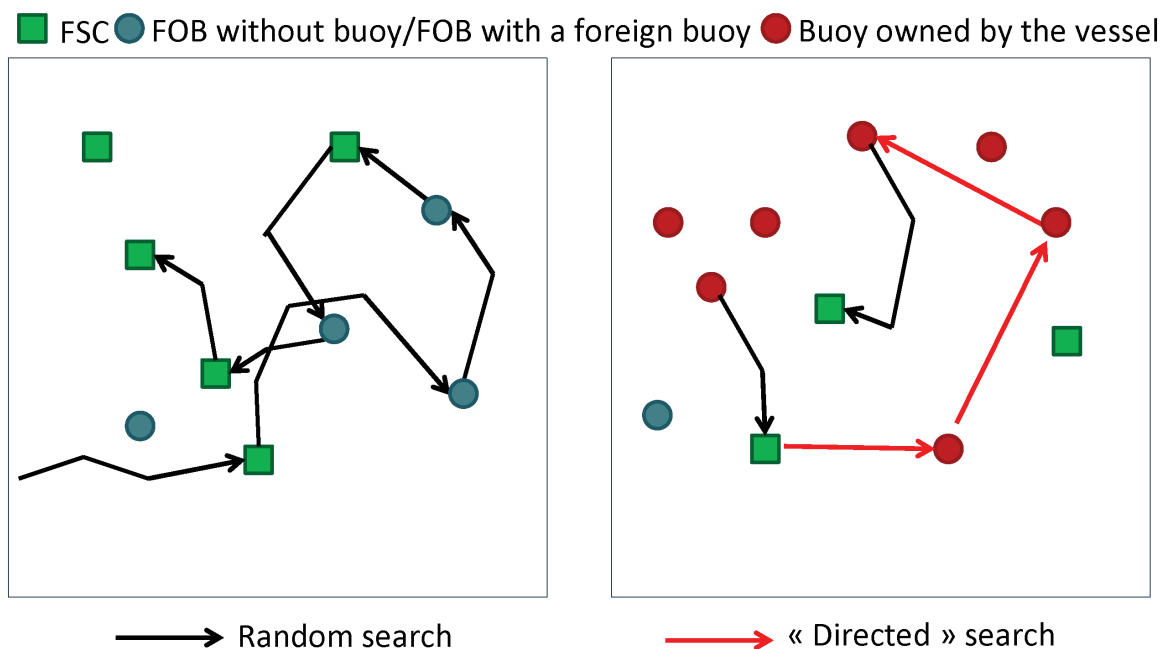 FSC FOB without buoy/FOB with a foreign buoy Buoy owned by the vessel
Random search
« Directed » search